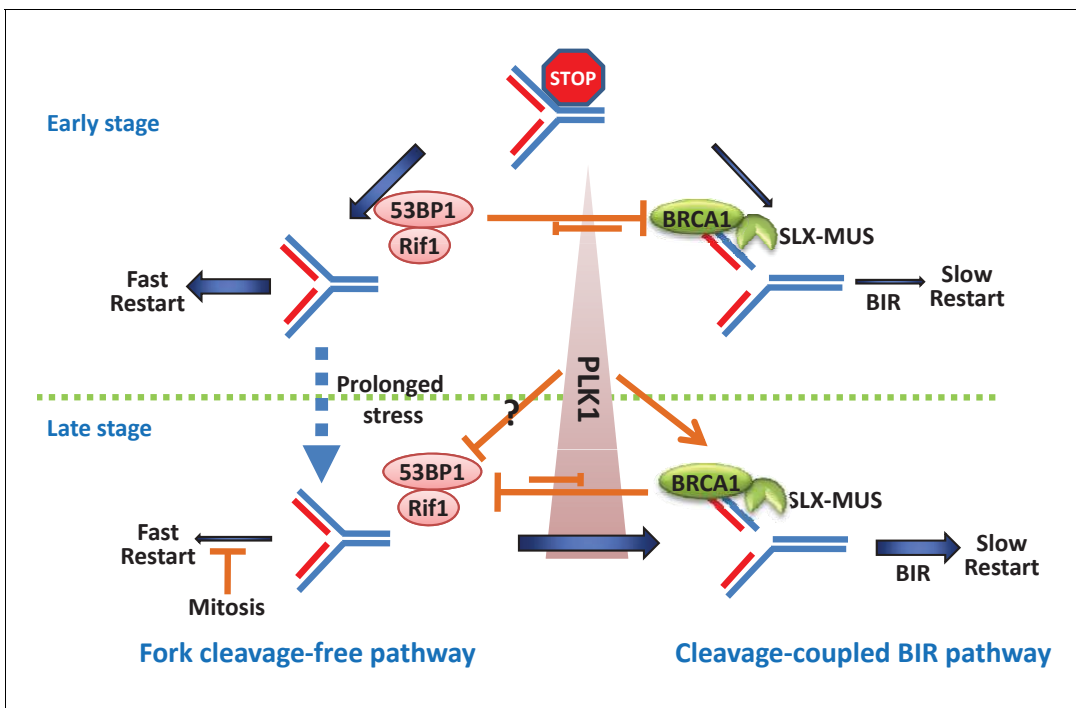 STOP
Early stage
53BP1
Rif1
BRCA1
SLX-MUS
Fast
Restart
BIR
Slow
Restart
PLK1
Prolonged
stress
?
Late stage
53BP1
Rif1
BRCA1
SLX-MUS
Fast
Restart
Mitosis
BIR
Slow
Restart
Fork cleavage-free pathway
Cleavage-coupled BIR pathway